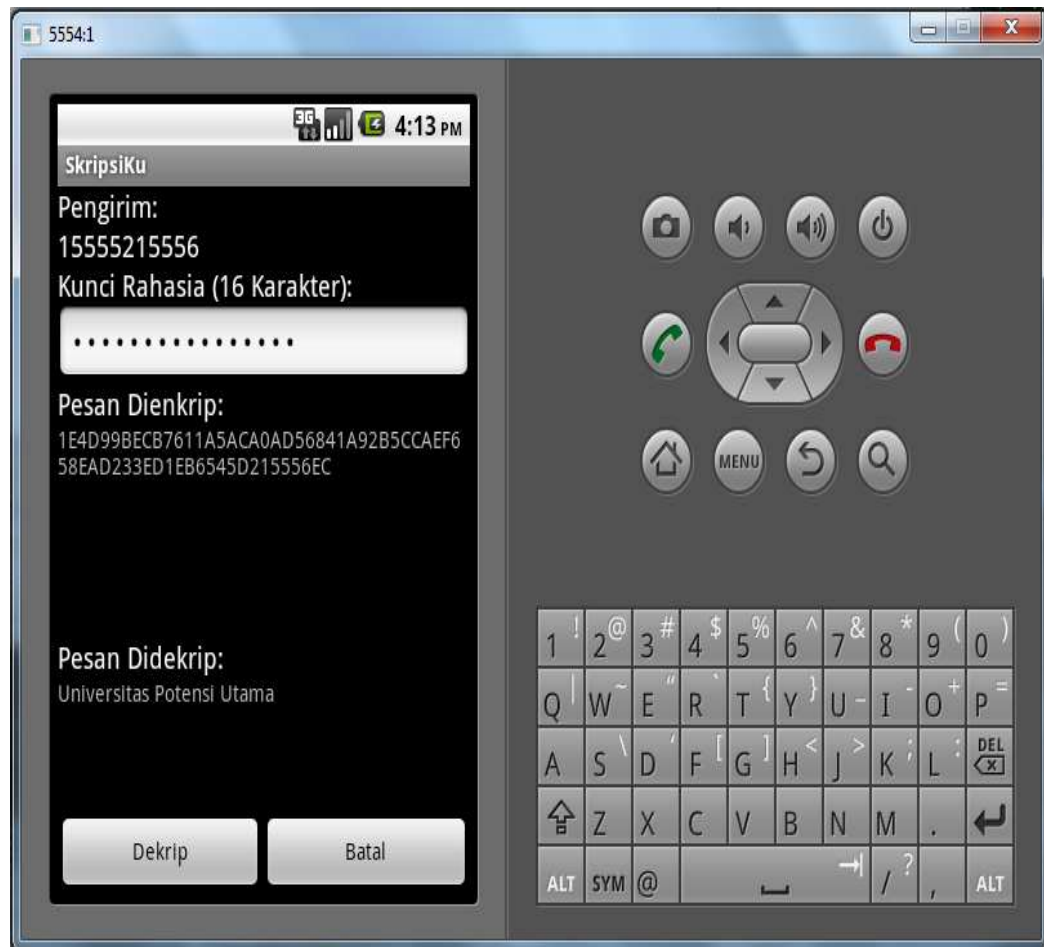 5554:1
X
3G 4:13 PM
SkripsiKu
Pengirim:
15555215556
Kunci Rahasia (16 Karakter):
••••••••••••••••
Pesan Dienkrip:
1E4D99BECB7611A5ACA0AD56841A92B5CCAEF6
58EAD233ED1EB6545D215556EC
Pesan Didekrip:
Universitas Potensi Utama
Dekrip Batal
MENU
1 ! 2 @ 3 # 4 $ 5 % 6 ^ 7 & 8 * 9 ( 0 )
Q | W ~ E " R ` T { Y } U - I - O + P =
A S \ D ' F [ G ] H < J > K ; L : DEL
Z X C V B N M .
ALT SYM @ / ? , ALT